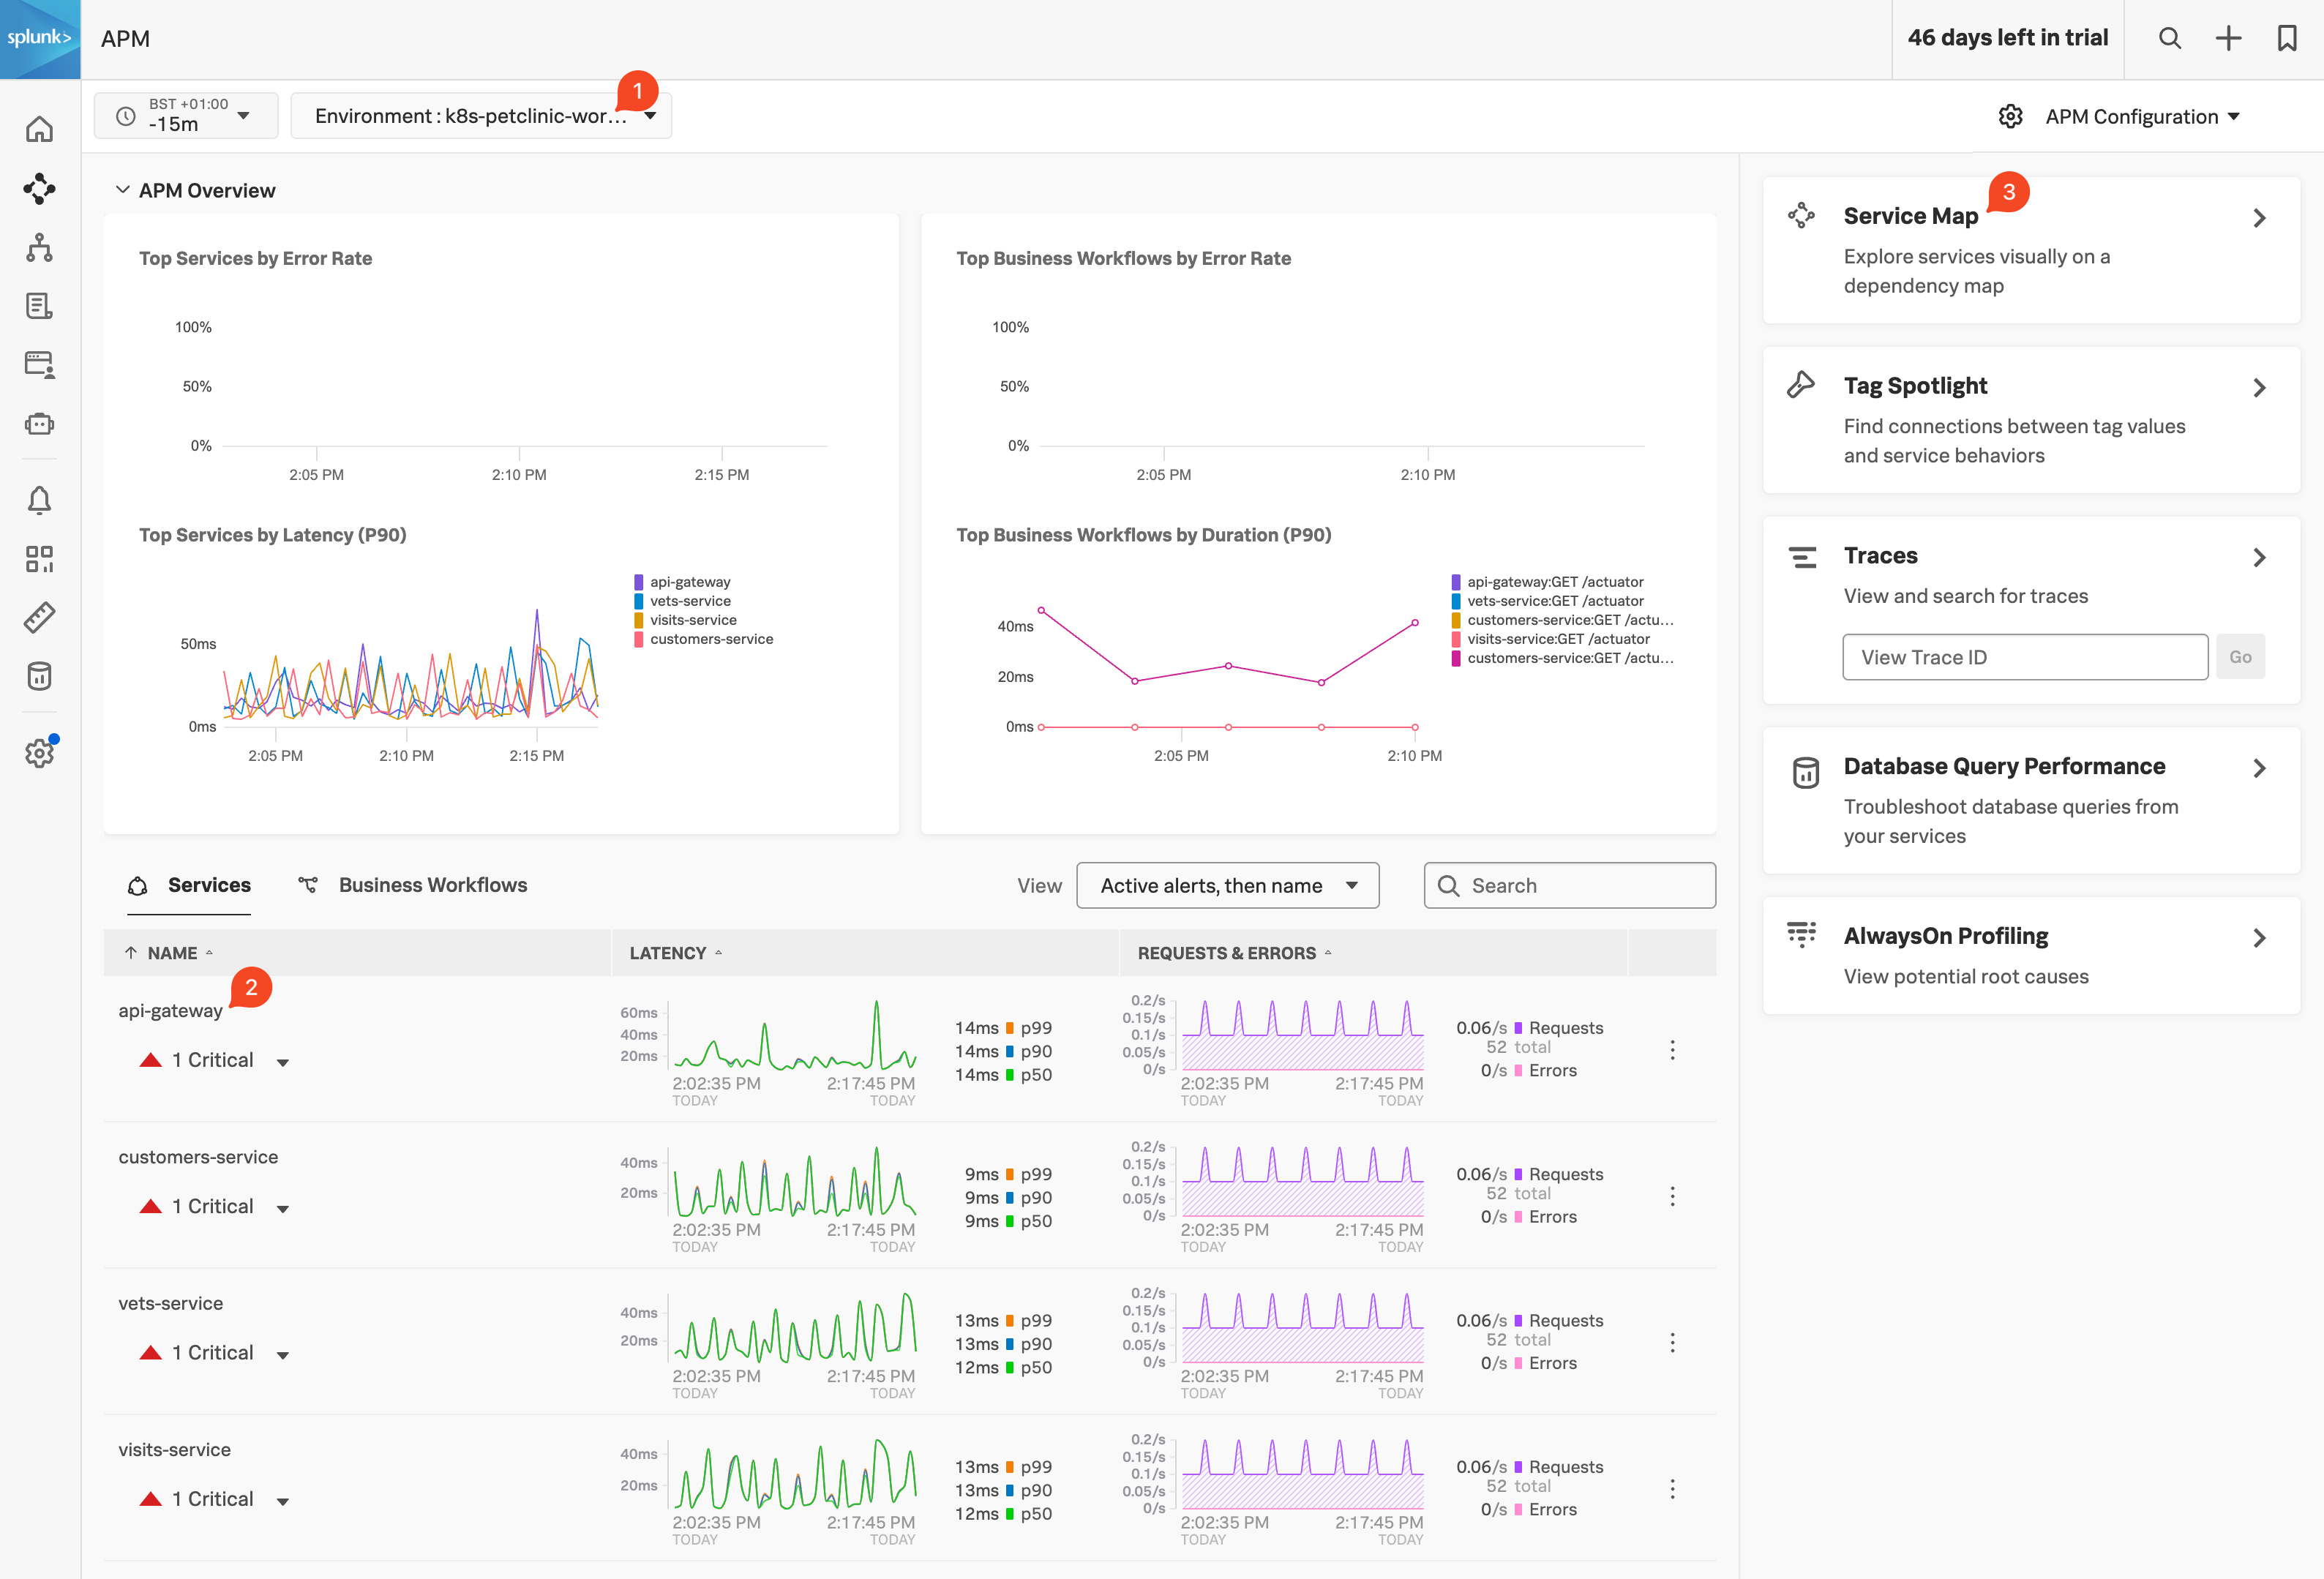 splunk>
APM
46 days left in trial
BST +01:00
-15m
Environment : k8s-petclinic-wor...
1
APM Configuration
APM Overview
Top Services by Error Rate
100%
50%
0%
2:05 PM 2:10 PM 2:15 PM
Top Business Workflows by Error Rate
100%
50%
0%
2:05 PM 2:10 PM
Top Services by Latency (P90)
50ms
0ms
2:05 PM 2:10 PM 2:15 PM
api-gateway
vets-service
visits-service
customers-service
Top Business Workflows by Duration (P90)
40ms
20ms
0ms
2:05 PM 2:10 PM
api-gateway:GET /actuator
vets-service:GET /actuator
customers-service:GET /actu...
visits-service:GET /actuator
customers-service:GET /actu...
Services
Business Workflows
View
Active alerts, then name
Search
NAME LATENCY REQUESTS & ERRORS
2
api-gateway
1 Critical
60ms
40ms
20ms
2:02:35 PM 2:17:45 PM
TODAY TODAY
14ms p99
14ms p90
14ms p50
0.2/s
0.15/s
0.1/s
0.05/s
0/s
2:02:35 PM 2:17:45 PM
TODAY TODAY
0.06/s Requests
52 total
0/s Errors
customers-service
1 Critical
40ms
20ms
2:02:35 PM 2:17:45 PM
TODAY TODAY
9ms p99
9ms p90
9ms p50
0.2/s
0.15/s
0.1/s
0.05/s
0/s
2:02:35 PM 2:17:45 PM
TODAY TODAY
0.06/s Requests
52 total
0/s Errors
vets-service
1 Critical
40ms
20ms
2:02:35 PM 2:17:45 PM
TODAY TODAY
13ms p99
13ms p90
12ms p50
0.2/s
0.15/s
0.1/s
0.05/s
0/s
2:02:35 PM 2:17:45 PM
TODAY TODAY
0.06/s Requests
52 total
0/s Errors
visits-service
1 Critical
40ms
20ms
2:02:35 PM 2:17:45 PM
TODAY TODAY
13ms p99
13ms p90
12ms p50
0.2/s
0.15/s
0.1/s
0.05/s
0/s
2:02:35 PM 2:17:45 PM
TODAY TODAY
0.06/s Requests
52 total
0/s Errors
3
Service Map
Explore services visually on a
dependency map
Tag Spotlight
Find connections between tag values
and service behaviors
Traces
View and search for traces
View Trace ID
Go
Database Query Performance
Troubleshoot database queries from
your services
AlwaysOn Profiling
View potential root causes